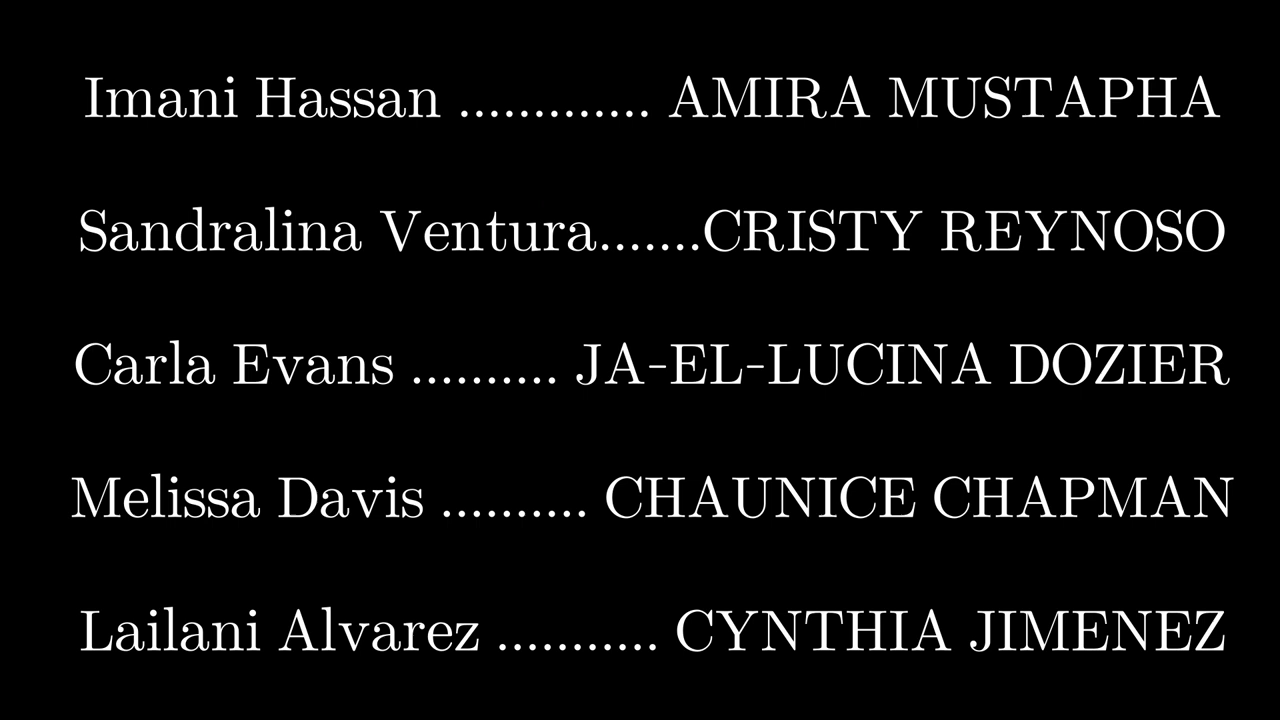 Imani Hassan ............. AMIRA MUSTAPHA
Sandralina Ventura.......CRISTY REYNOSO
Carla Evans .......... JA-EL-LUCINA DOZIER
Melissa Davis .......... CHAUNICE CHAPMAN
Lailani Alvarez ........... CYNTHIA JIMENEZ